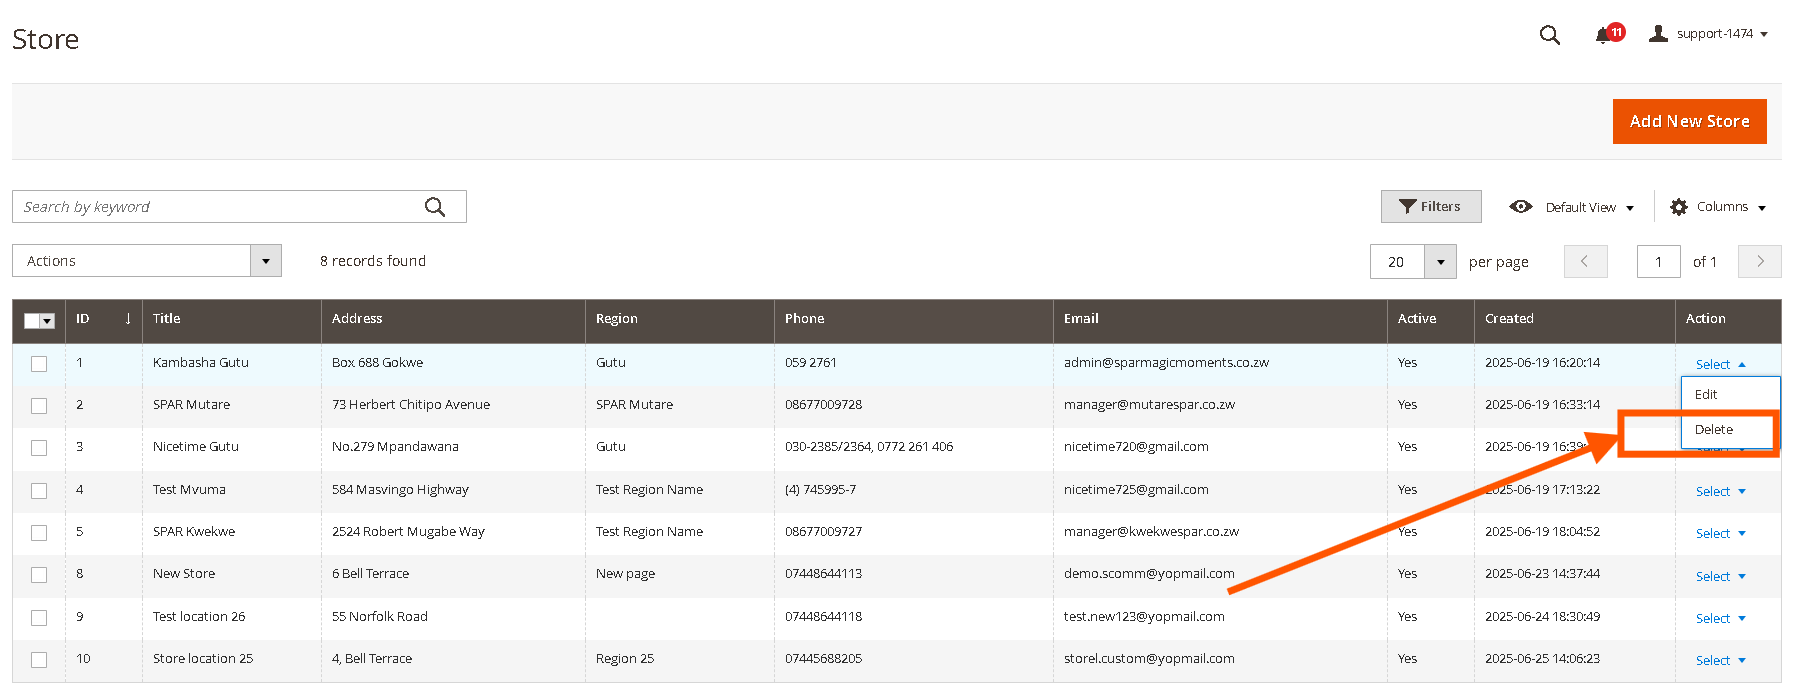 Store
11
support-1474
Add New Store
Search by keyword
Filters
Default View
Columns
Actions
8 records found
20
per page
1
of 1
ID Title Address Region Phone Email Active Created Action
1 Kambasha Gutu Box 688 Gokwe Gutu 059 2761 admin@sparmagicmoments.co.zw Yes 2025-06-19 16:20:14 Select
Edit
2 SPAR Mutare 73 Herbert Chitipo Avenue SPAR Mutare 08677009728 manager@mutarespar.co.zw Yes 2025-06-19 16:33:14
Delete
3 Nicetime Gutu No.279 Mpandawana Gutu 030-2385/2364, 0772 261 406 nicetime720@gmail.com Yes 2025-06-19 16:39:
4 Test Mvuma 584 Masvingo Highway Test Region Name (4) 745995-7 nicetime725@gmail.com Yes 2025-06-19 17:13:22 Select
5 SPAR Kwekwe 2524 Robert Mugabe Way Test Region Name 08677009727 manager@kwekwespar.co.zw Yes 2025-06-19 18:04:52 Select
8 New Store 6 Bell Terrace New page 07448644113 demo.scomm@yopmail.com Yes 2025-06-23 14:37:44 Select
9 Test location 26 55 Norfolk Road 07448644118 test.new123@yopmail.com Yes 2025-06-24 18:30:49 Select
10 Store location 25 4, Bell Terrace Region 25 07445688205 storel.custom@yopmail.com Yes 2025-06-25 14:06:23 Select